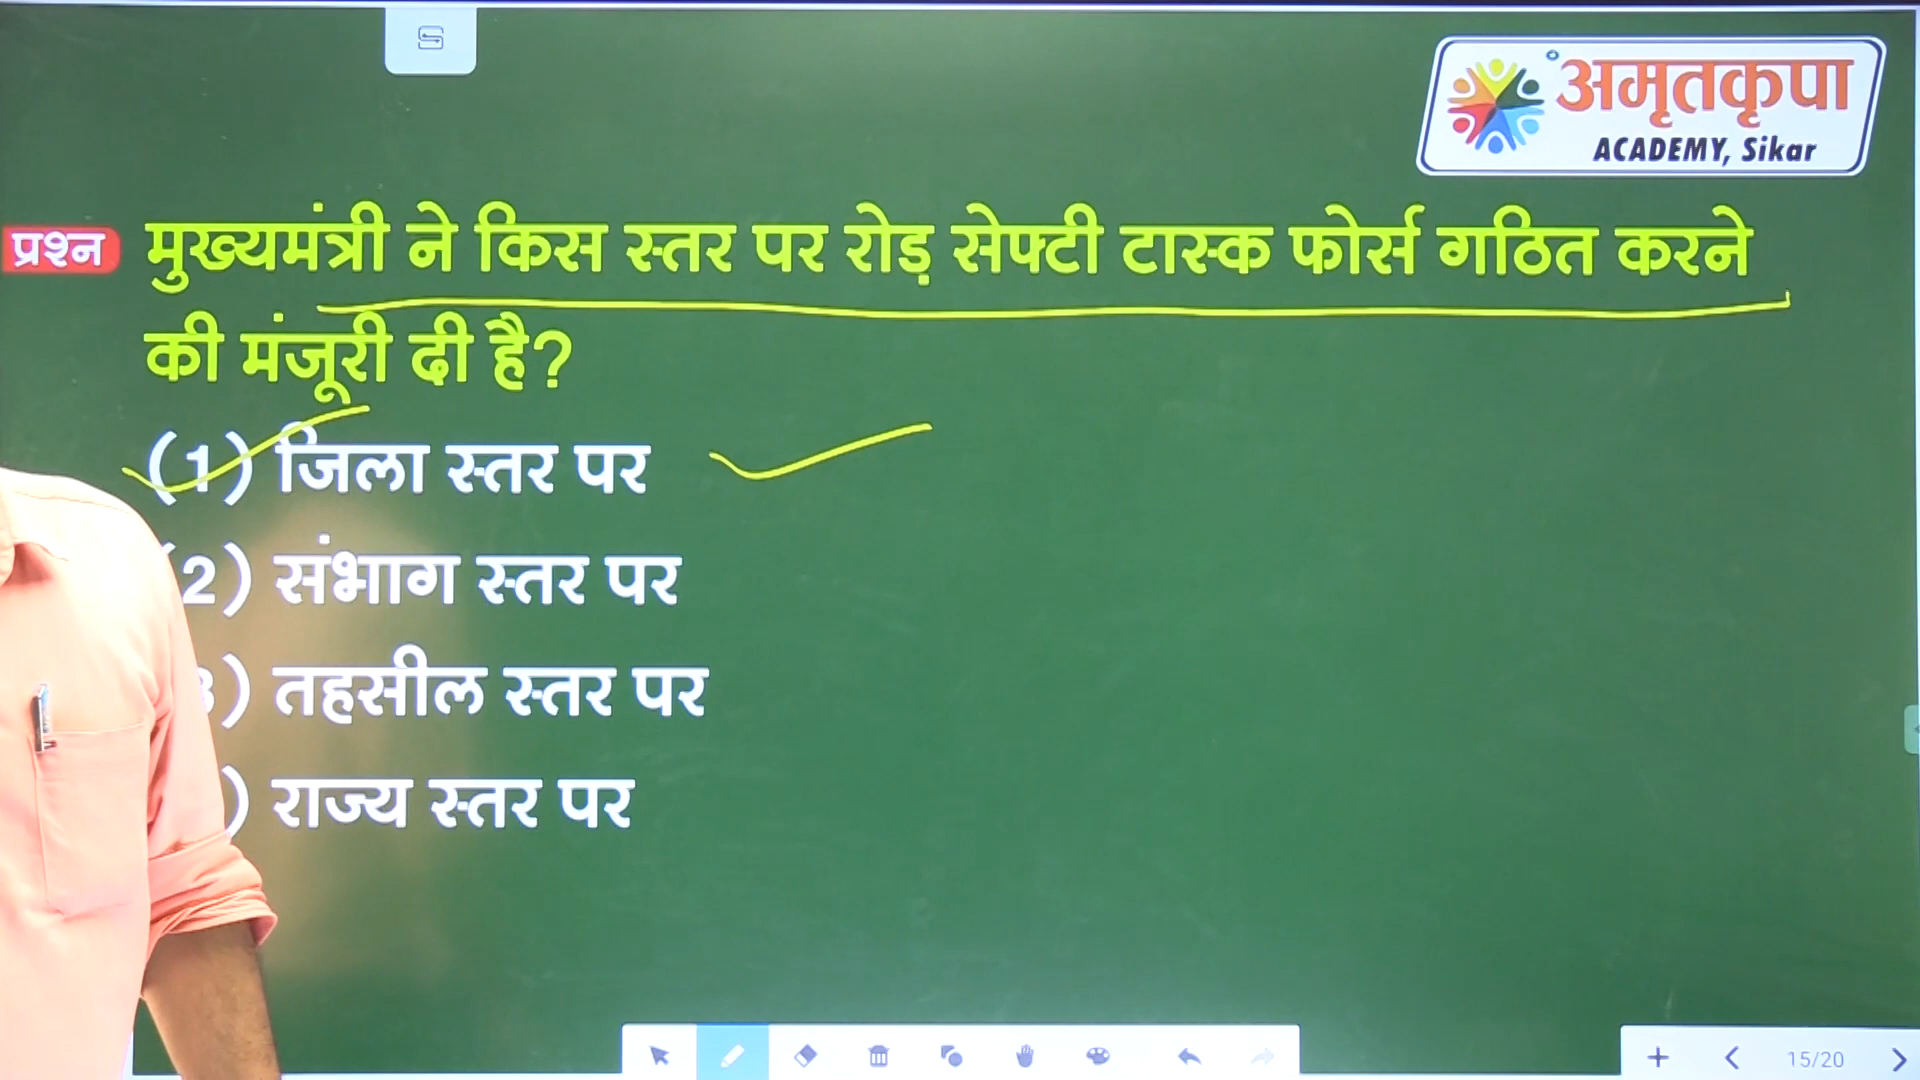 अमृतकृपा
ACADEMY, Sikar
प्रश्न मुख्यमंत्री ने किस स्तर पर रोड़ सेफ्टी टास्क फोर्स गठित करने
की मंजूरी दी है?
(1) जिला स्तर पर
(2) संभाग स्तर पर
3) तहसील स्तर पर
) राज्य स्तर पर
15/20